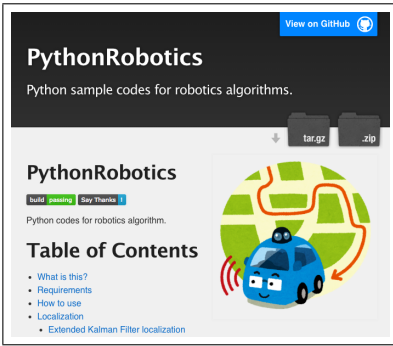 View on GitHub
PythonRobotics
Python sample codes for robotics algorithms.
tar.gz
.zip
PythonRobotics
build passing
Say Thanks !
Python codes for robotics algorithm.
Table of Contents
What is this?
Requirements
How to use
Localization
Extended Kalman Filter localization